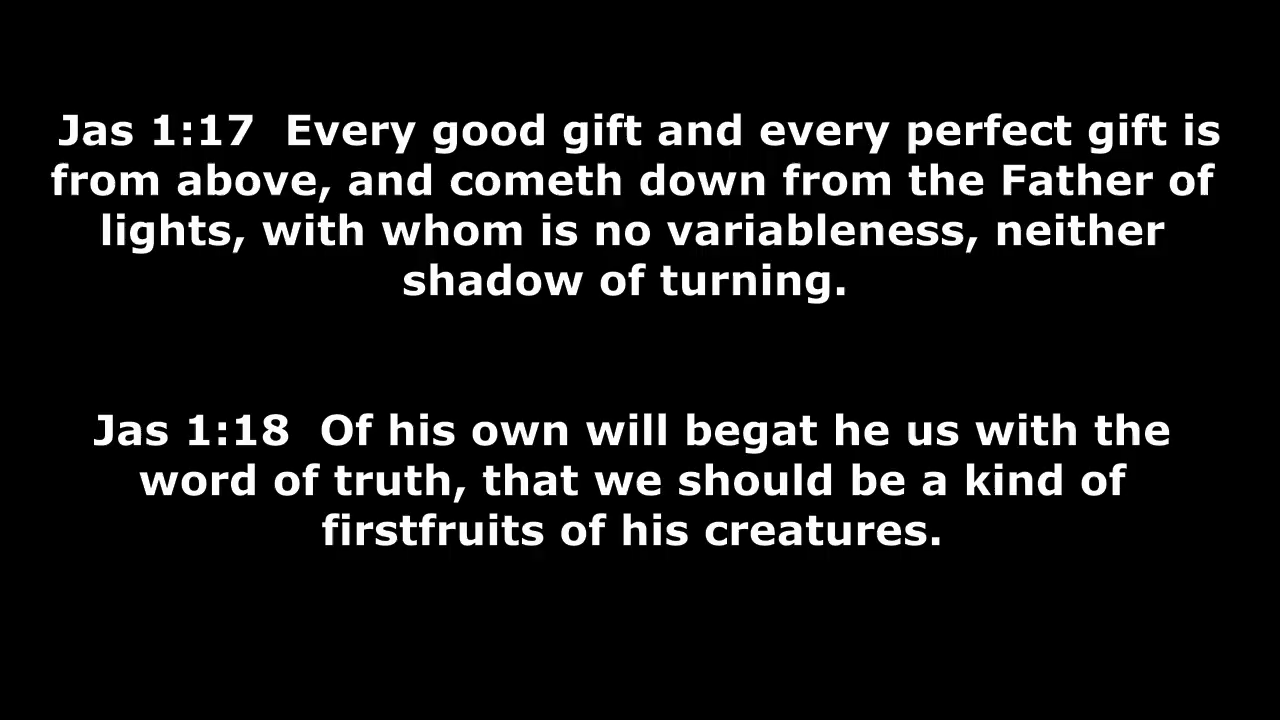 Jas 1:17  Every good gift and every perfect gift is
from above, and cometh down from the Father of
lights, with whom is no variableness, neither
shadow of turning.
Jas 1:18  Of his own will begat he us with the
word of truth, that we should be a kind of
firstfruits of his creatures.